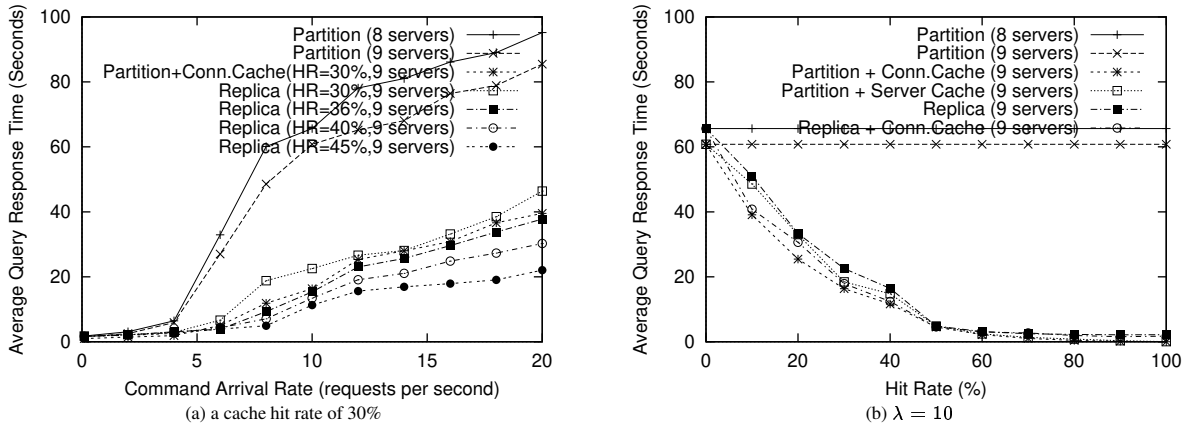 Average Query Response Time (Seconds)
100
80
60
40
20
0
Partition (8 servers)
Partition (9 servers)
Partition+Conn.Cache(HR=30%,9 servers)
Replica (HR=30%,9 servers)
Replica (HR=36%,9 servers)
Replica (HR=40%,9 servers)
Replica (HR=45%,9 servers)
0 5 10 15 20
Command Arrival Rate (requests per second)
(a) a cache hit rate of 30%
Average Query Response Time (Seconds)
100
80
60
40
20
0
Partition (8 servers)
Partition (9 servers)
Partition + Conn.Cache (9 servers)
Partition + Server Cache (9 servers)
Replica (9 servers)
Replica + Conn.Cache (9 servers)
0 20 40 60 80 100
Hit Rate (%)
(b) λ = 10